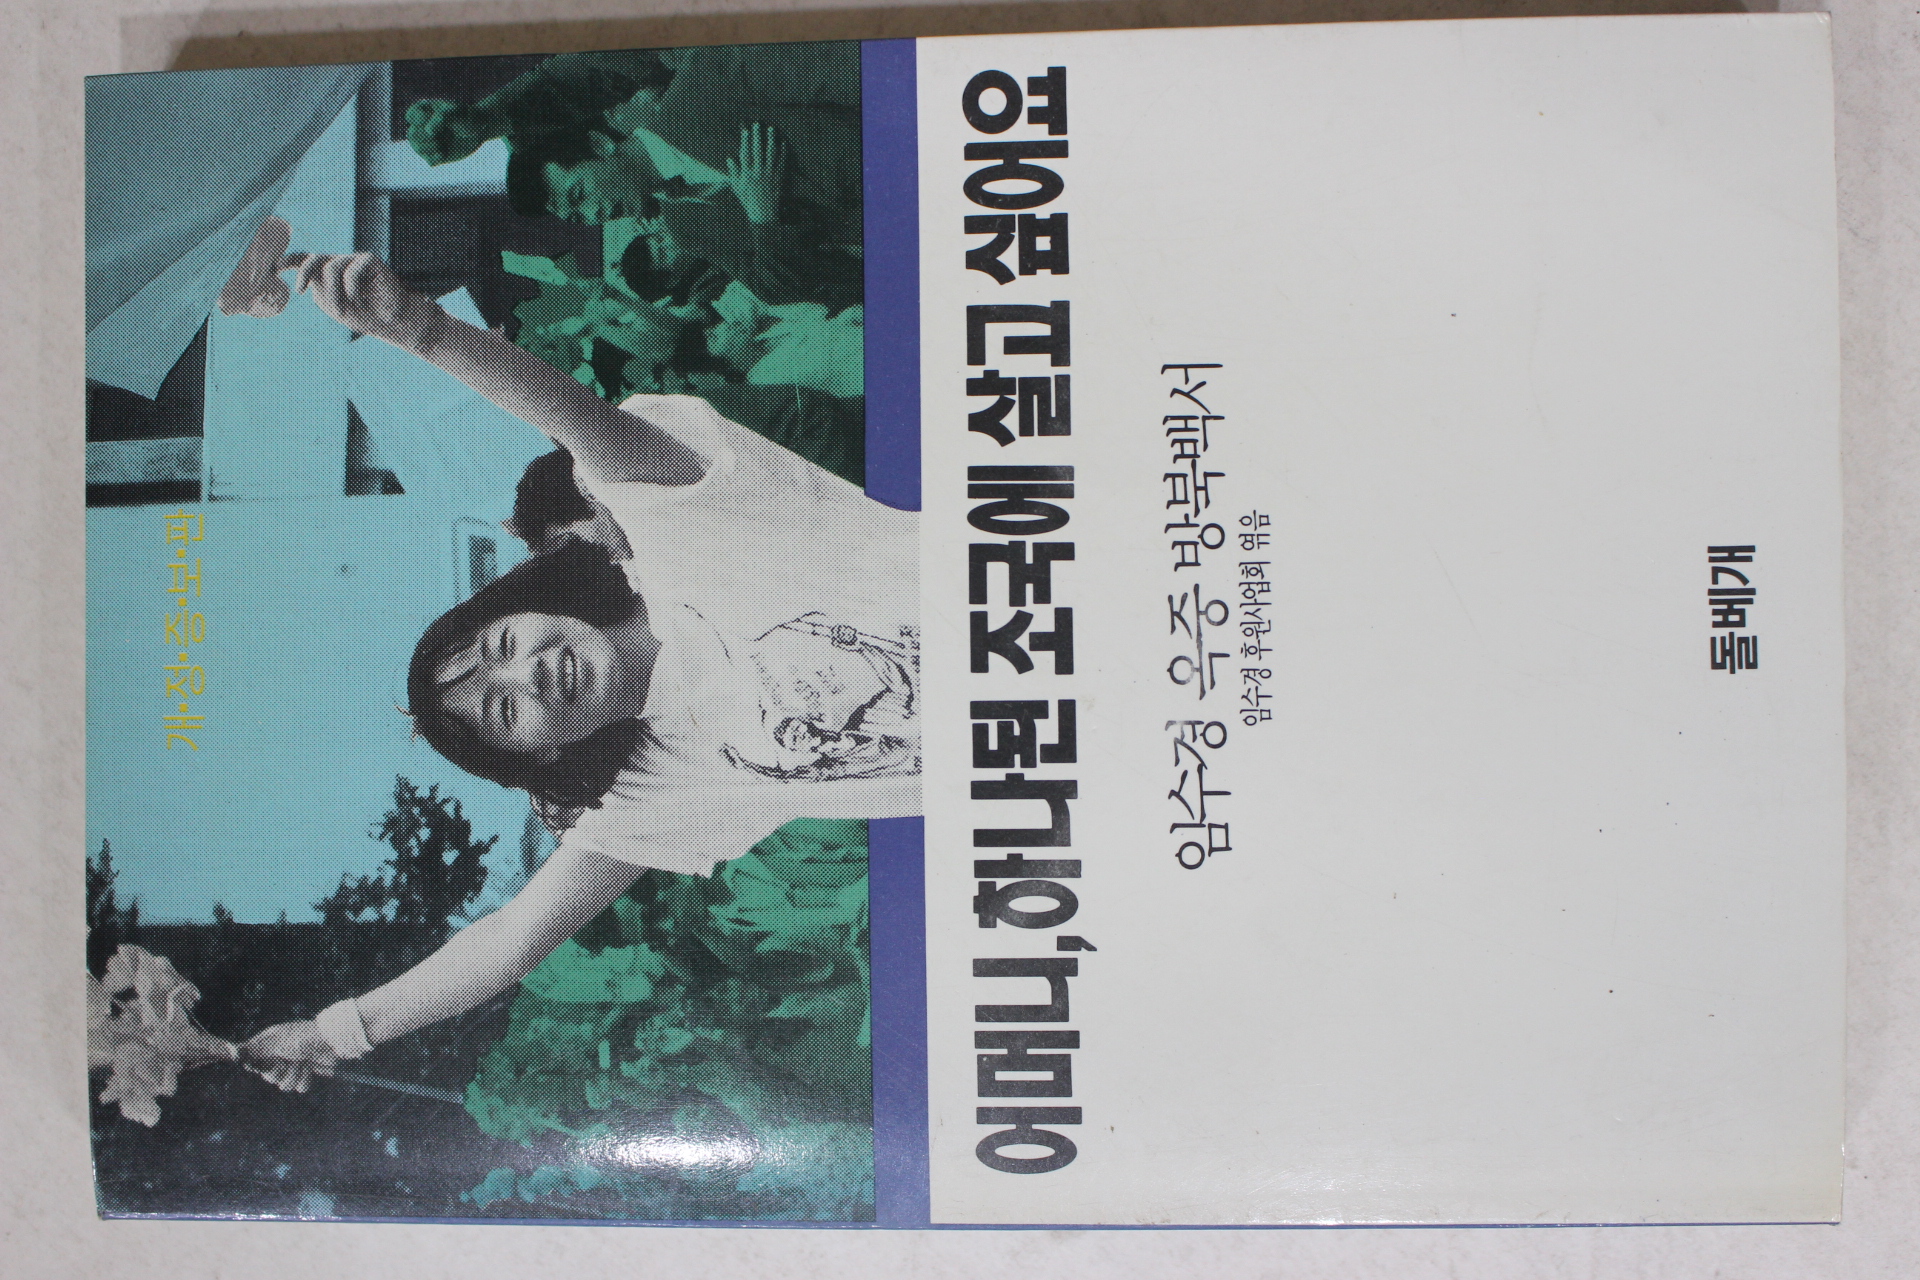 개·정·증·보·판
어머니,하나된 조국에 살고 싶어요
임수경 옥중 방북백서
임수경 후원사업회 엮음
돌베개